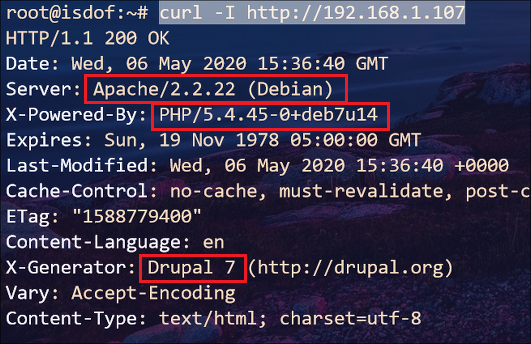 root@isdof:~# curl -I http://192.168.1.107
HTTP/1.1 200 OK
Date: Wed, 06 May 2020 15:36:40 GMT
Server: Apache/2.2.22 (Debian)
X-Powered-By: PHP/5.4.45-0+deb7u14
Expires: Sun, 19 Nov 1978 05:00:00 GMT
Last-Modified: Wed, 06 May 2020 15:36:40 +0000
Cache-Control: no-cache, must-revalidate, post-c
ETag: "1588779400"
Content-Language: en
X-Generator: Drupal 7 (http://drupal.org)
Vary: Accept-Encoding
Content-Type: text/html; charset=utf-8